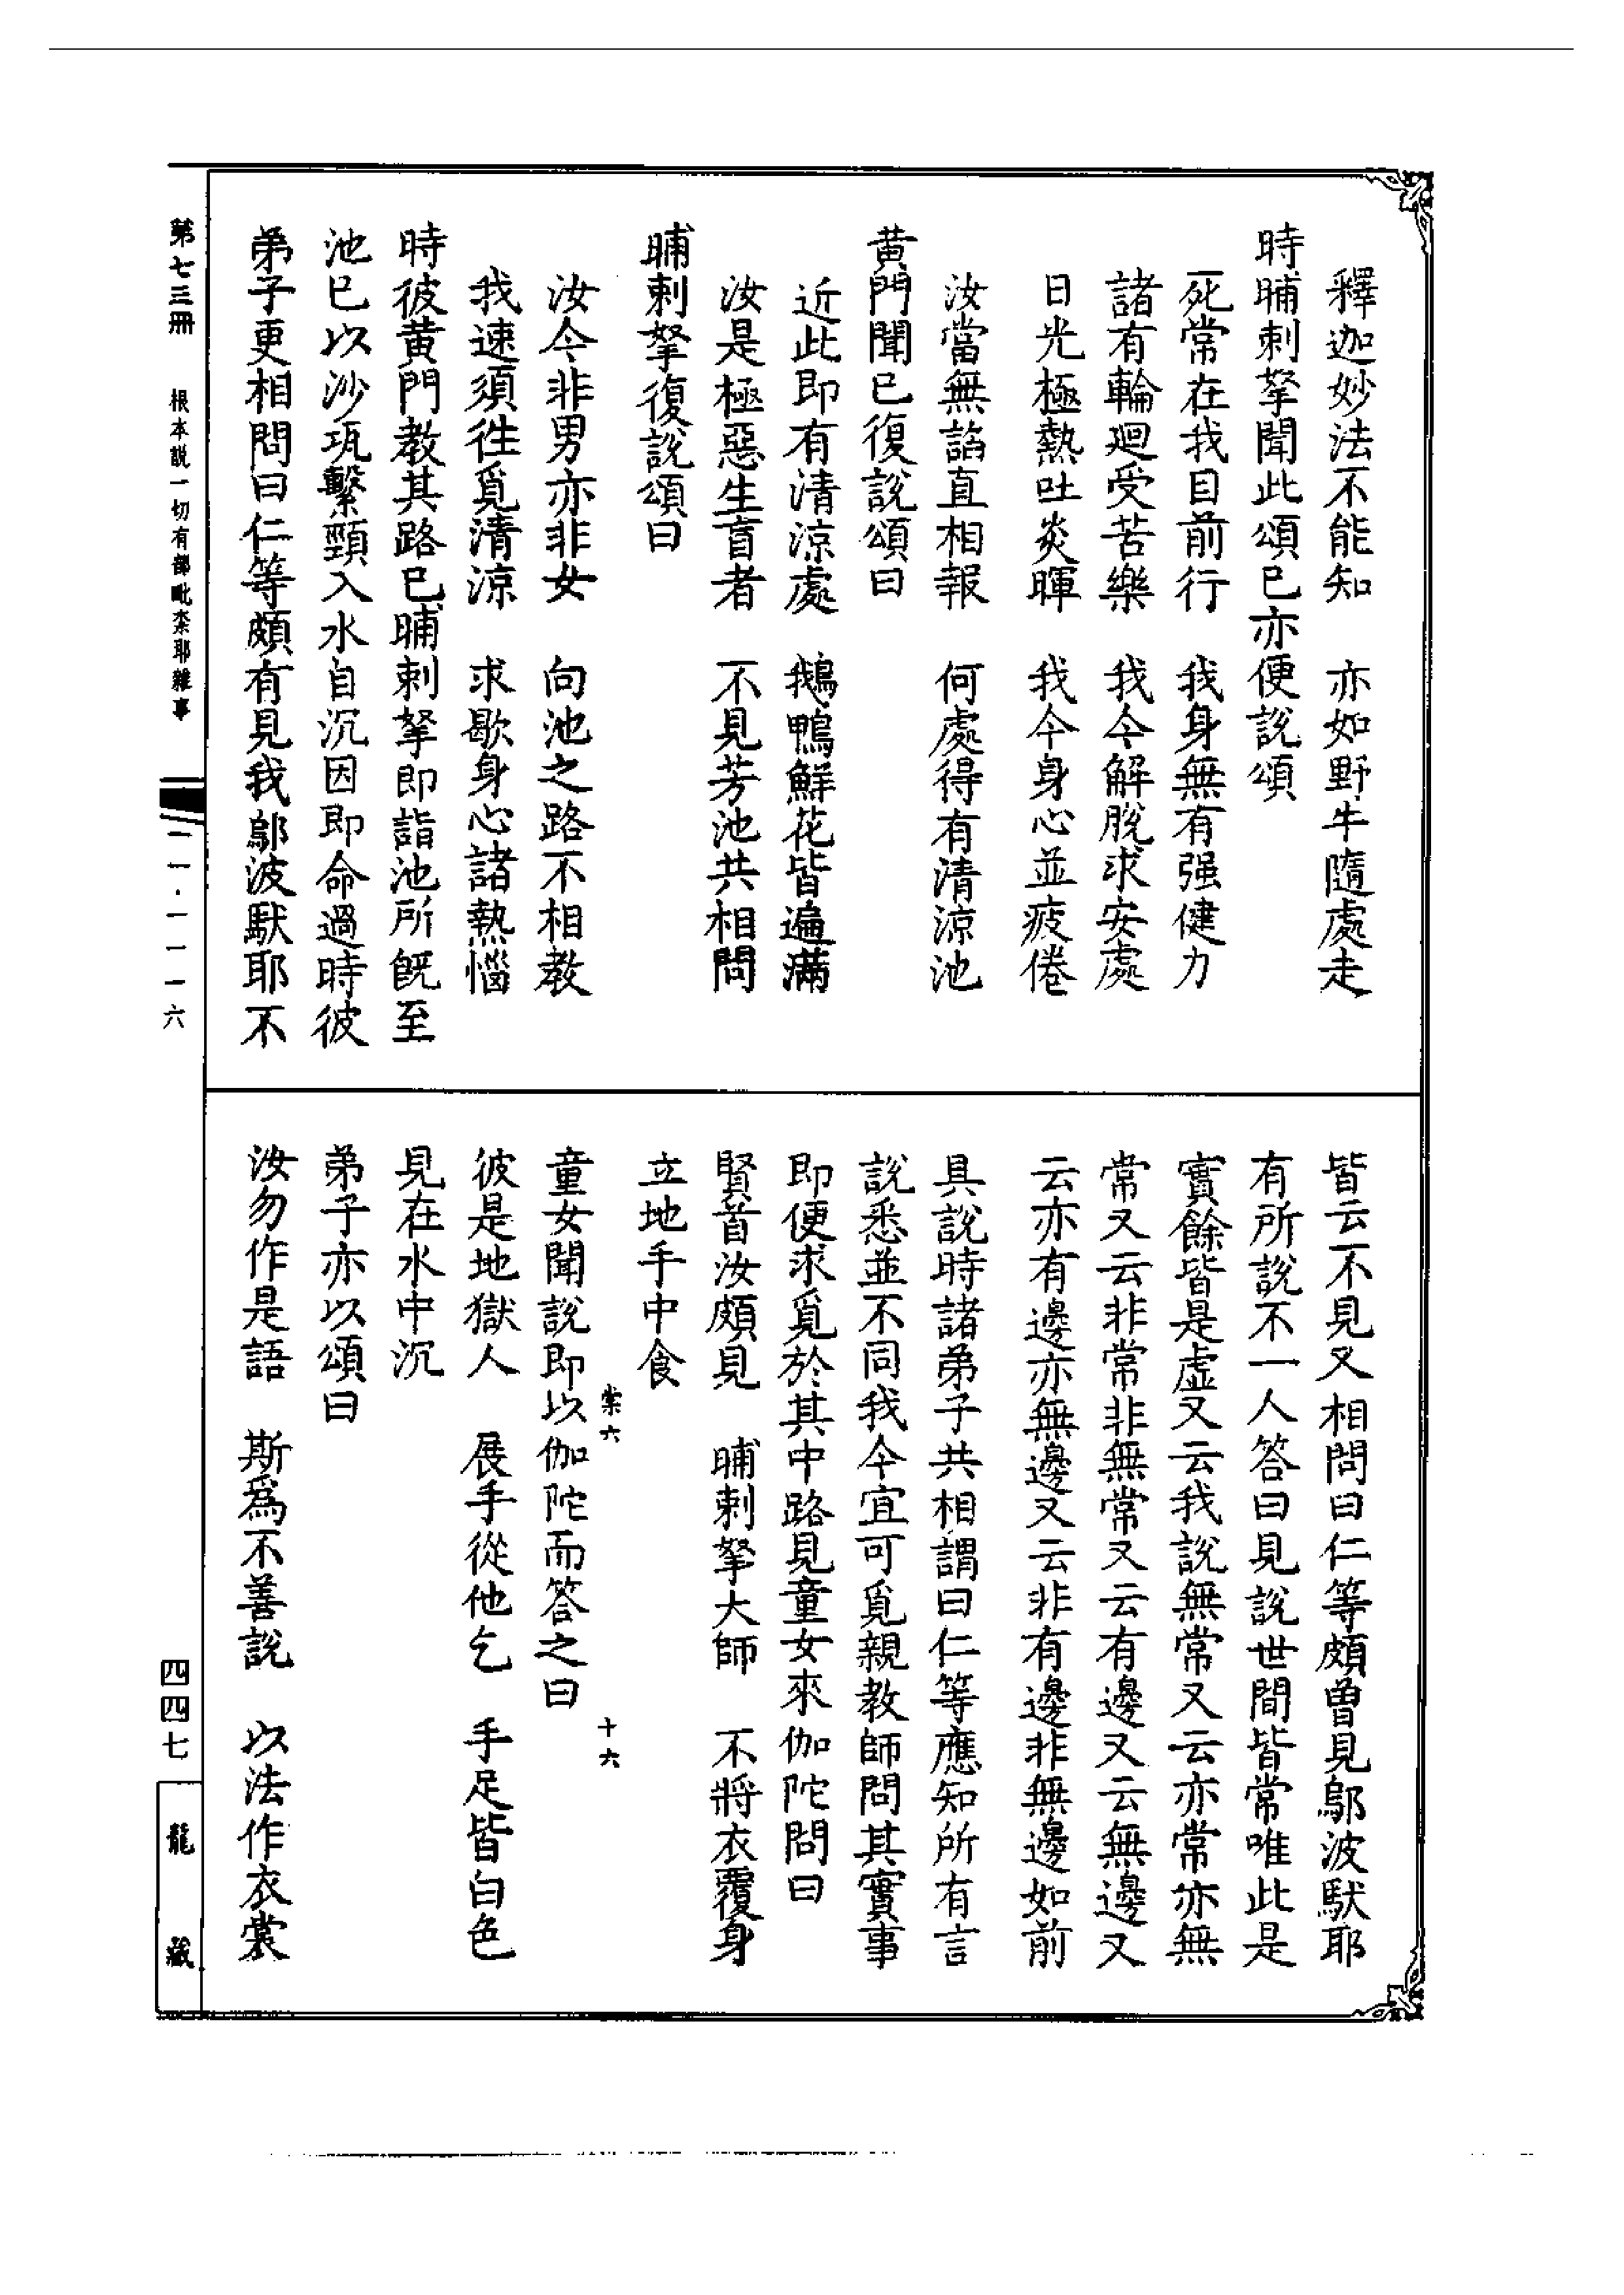 釋迦妙法不能知　亦如野牛隨處走
時晡剌拏聞此頌已亦便說頌
死常在我目前行　我身無有强健力
諸有輪迴受苦樂　我今解脫求安處
日光極熱吐炎暉　我今身心並疲倦
汝當無諂直相報　何處得有清涼池
黄門聞已復說頌曰
近此即有清涼處　鵝鴨鮮花皆遍滿
汝是極惡生盲者　不見芳池共相問
晡剌拏復說頌曰
汝今非男亦非女　向池之路不相教
我速須徃覓清涼　求歇身心諸熱惱
時彼黄門教其路已晡剌拏即詣池所旣至
池已以沙瓨繫頸入水自沉因即命過時彼
弟子更相問曰仁等頗有見我鄔波馱耶不
皆云不見又相問曰仁等頗曾見鄔波馱耶
有所說不一人答曰見說世間皆常唯此是
實餘皆是虛又云我說無常又云亦常亦無
常又云非常非無常又云有邊又云無邊又
云亦有邊亦無邊又云非有邊非無邊如前
具說時諸弟子共相謂曰仁等應知所有言
說悉並不同我今宜可覓親教師問其實事
即便求覓於其中路見童女來伽陀問曰
賢首汝頗見　晡剌拏大師　不將衣覆身
立地手中食
棠六　十六
童女聞說即以伽陀而答之曰
彼是地獄人　展手從他乞　手足皆白色
見在水中沉
弟子亦以頌曰
汝勿作是語　斯爲不善說　以法作衣裳
第七三冊　根本説一切有部毗柰耶雜事　二一·一一一六　四四七　龍藏